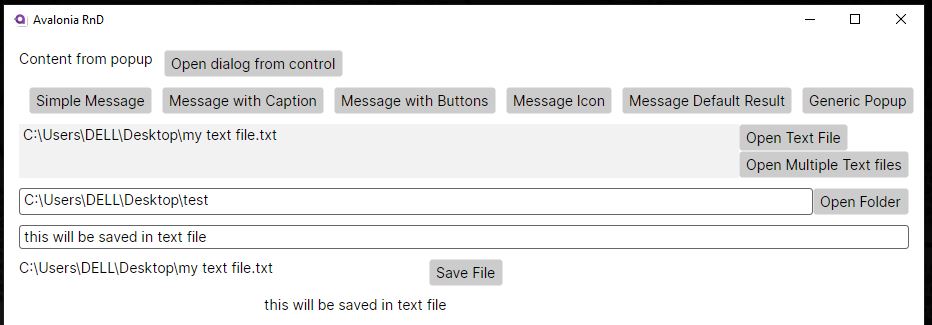 Avalonia RnD
Content from popup Open dialog from control
Simple Message Message with Caption Message with Buttons Message Icon Message Default Result Generic Popup
C:\Users\DELL\Desktop\my text file.txt Open Text File
Open Multiple Text files
C:\Users\DELL\Desktop\test Open Folder
this will be saved in text file
C:\Users\DELL\Desktop\my text file.txt Save File
this will be saved in text file